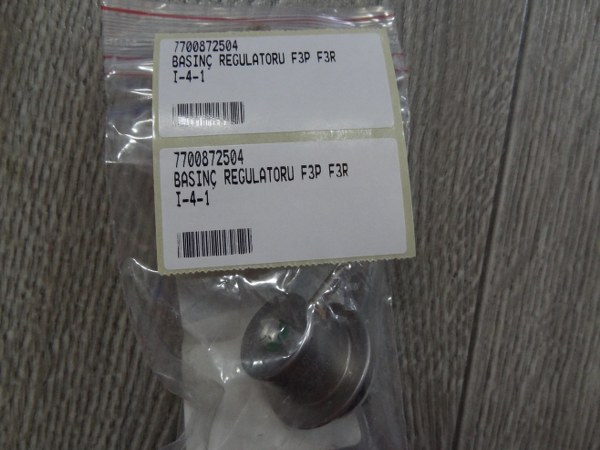 7700872504
BASINÇ REGULATORU F3P F3R
I-4-1
7700872504
BASINÇ REGULATORU F3P F3R
I-4-1